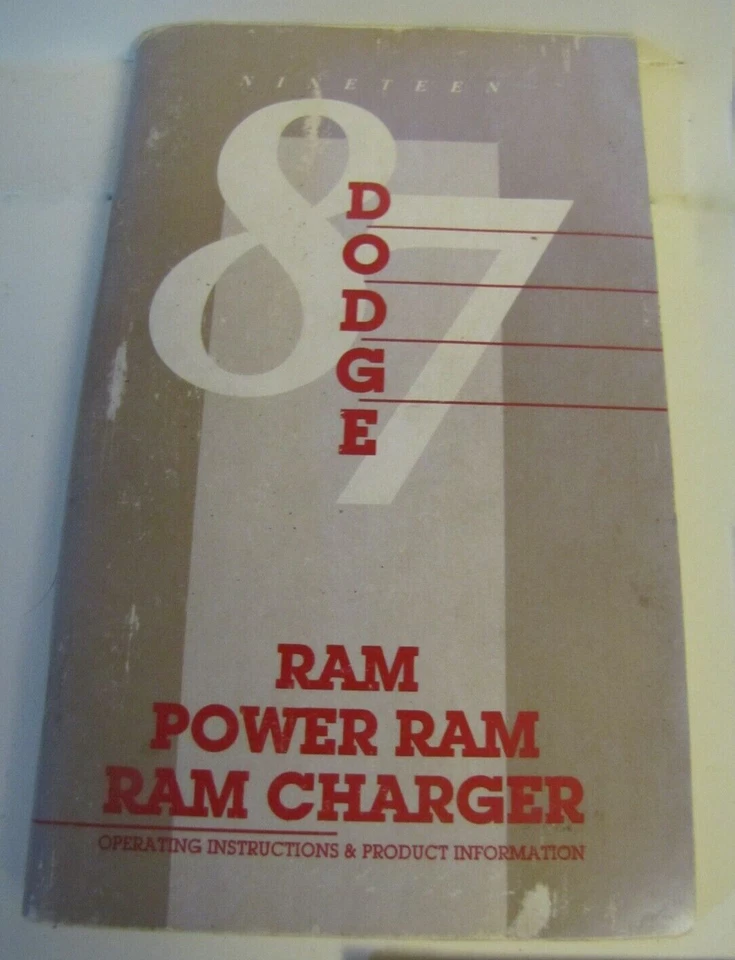 NINETEEN
87
DODGE
RAM
POWER RAM
RAM CHARGER
OPERATING INSTRUCTIONS & PRODUCT INFORMATION